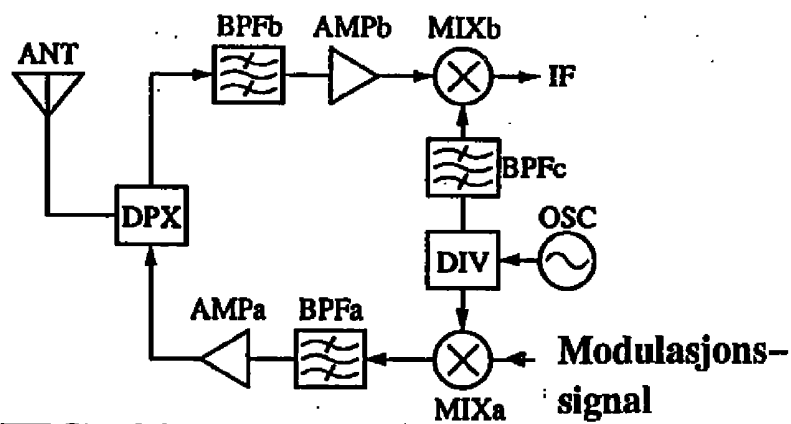 BPFb
AMPb
MIXb
ANT
IF
BPFc
DPX
OSC
DIV
AMPa
BPFa
Modulasjons–
signal
MIXa